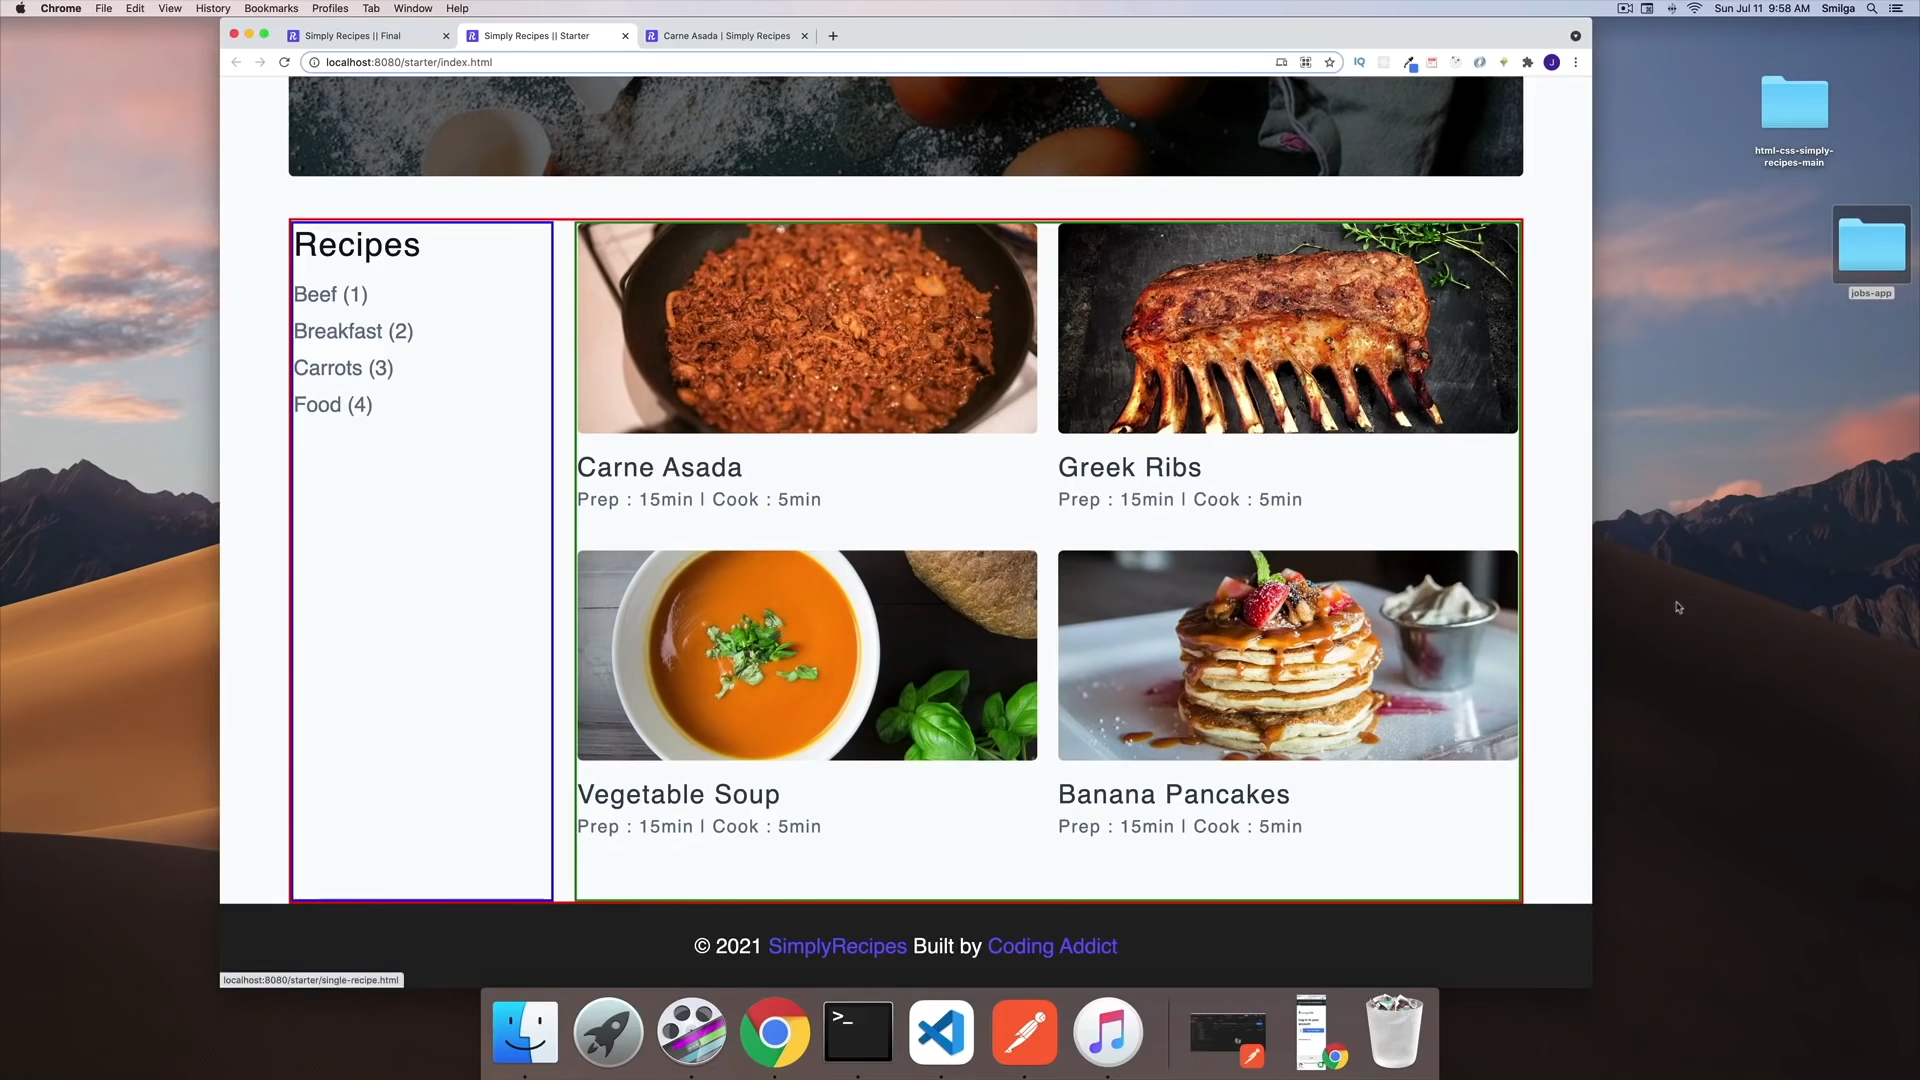 Chrome File Edit View History Bookmarks Profiles Tab Window Help
Sun Jul 11 9:58 AM Smilga
Simply Recipes || Final
Simply Recipes || Starter
Carne Asada | Simply Recipes
localhost:8080/starter/index.html
IQ
J
html-css-simply-
recipes-main
jobs-app
Recipes
Beef (1)
Breakfast (2)
Carrots (3)
Food (4)
Carne Asada
Prep : 15min | Cook : 5min
Greek Ribs
Prep : 15min | Cook : 5min
Vegetable Soup
Prep : 15min | Cook : 5min
Banana Pancakes
Prep : 15min | Cook : 5min
© 2021 SimplyRecipes Built by Coding Addict
localhost:8080/starter/single-recipe.html
>_